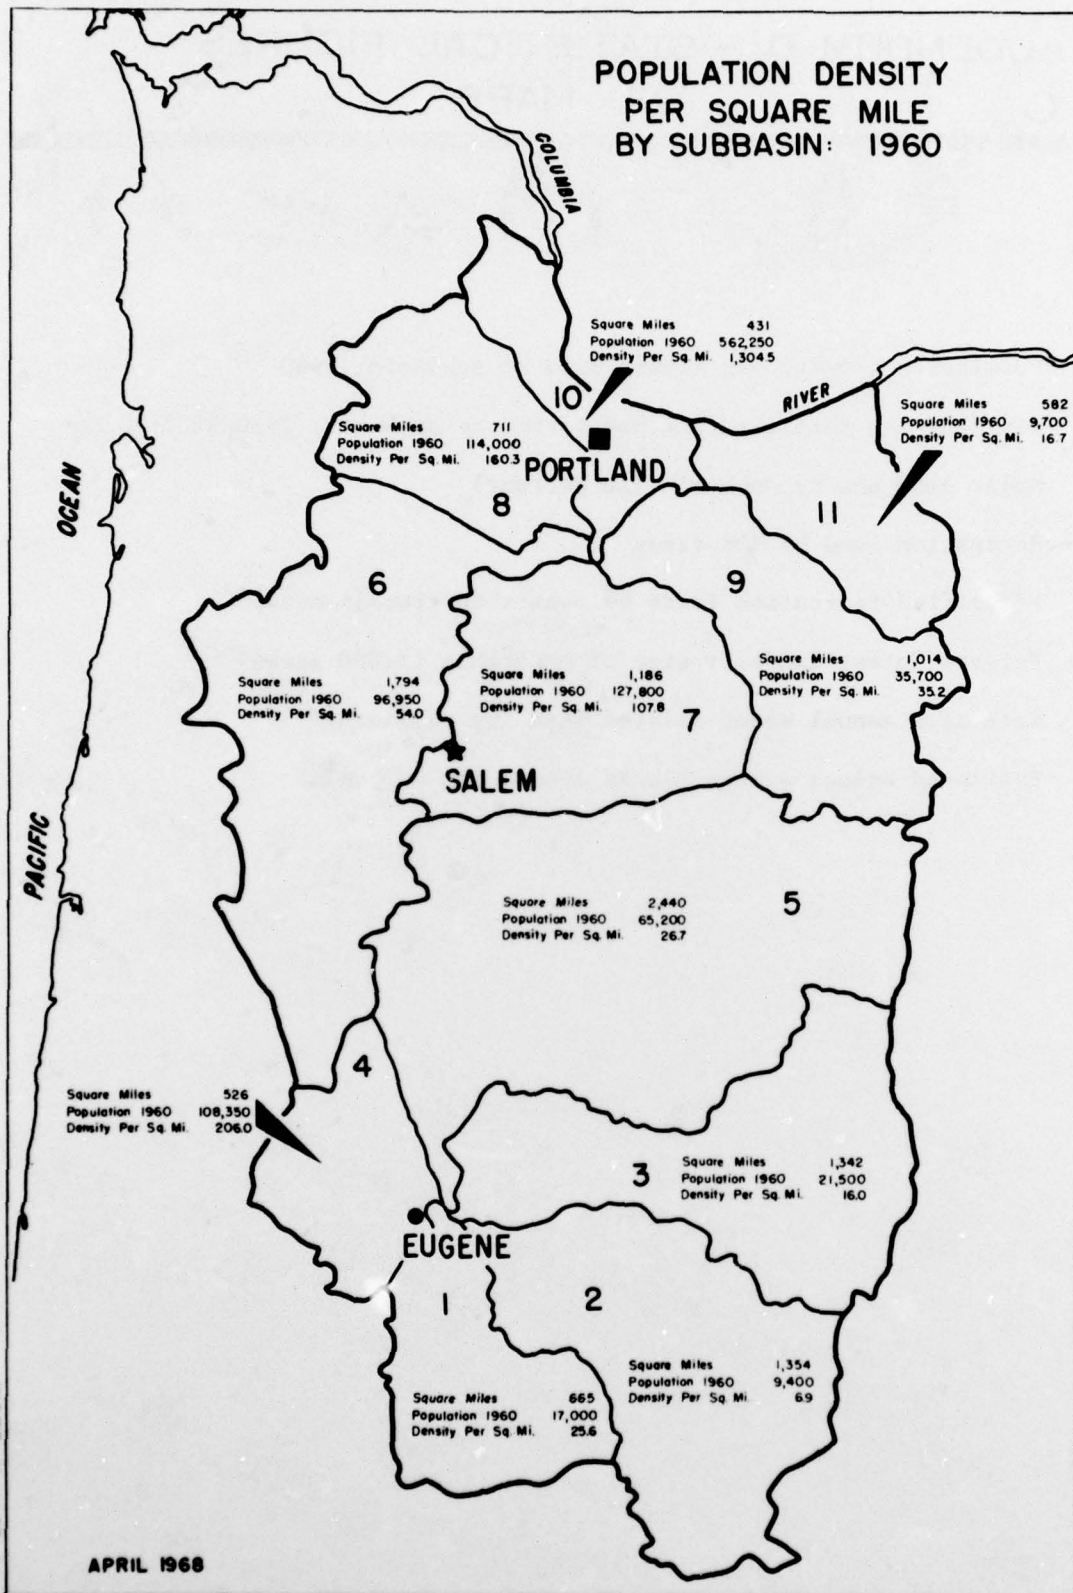 POPULATION DENSITY
PER SQUARE MILE
BY SUBBASIN: 1960
COLUMBIA
Square Miles 431
Population 1960 562,250
Density Per Sq. Mi. 1,304.5
10
RIVER
Square Miles 582
Population 1960 9,700
Density Per Sq. Mi. 16.7
Square Miles 711
Population 1960 114,000
Density Per Sq. Mi. 160.3
PORTLAND
OCEAN
8
11
6
9
Square Miles 1,794
Population 1960 96,950
Density Per Sq. Mi. 54.0
Square Miles 1,186
Population 1960 127,800
Density Per Sq. Mi. 107.8
Square Miles 1,014
Population 1960 35,700
Density Per Sq. Mi. 35.2
7
SALEM
PACIFIC
Square Miles 2,440
Population 1960 65,200
Density Per Sq. Mi. 26.7
5
4
Square Miles 526
Population 1960 108,350
Density Per Sq. Mi. 206.0
3
Square Miles 1,342
Population 1960 21,500
Density Per Sq. Mi. 16.0
EUGENE
1
2
Square Miles 1,354
Population 1960 9,400
Density Per Sq. Mi. 6.9
Square Miles 665
Population 1960 17,000
Density Per Sq. Mi. 25.6
APRIL 1968